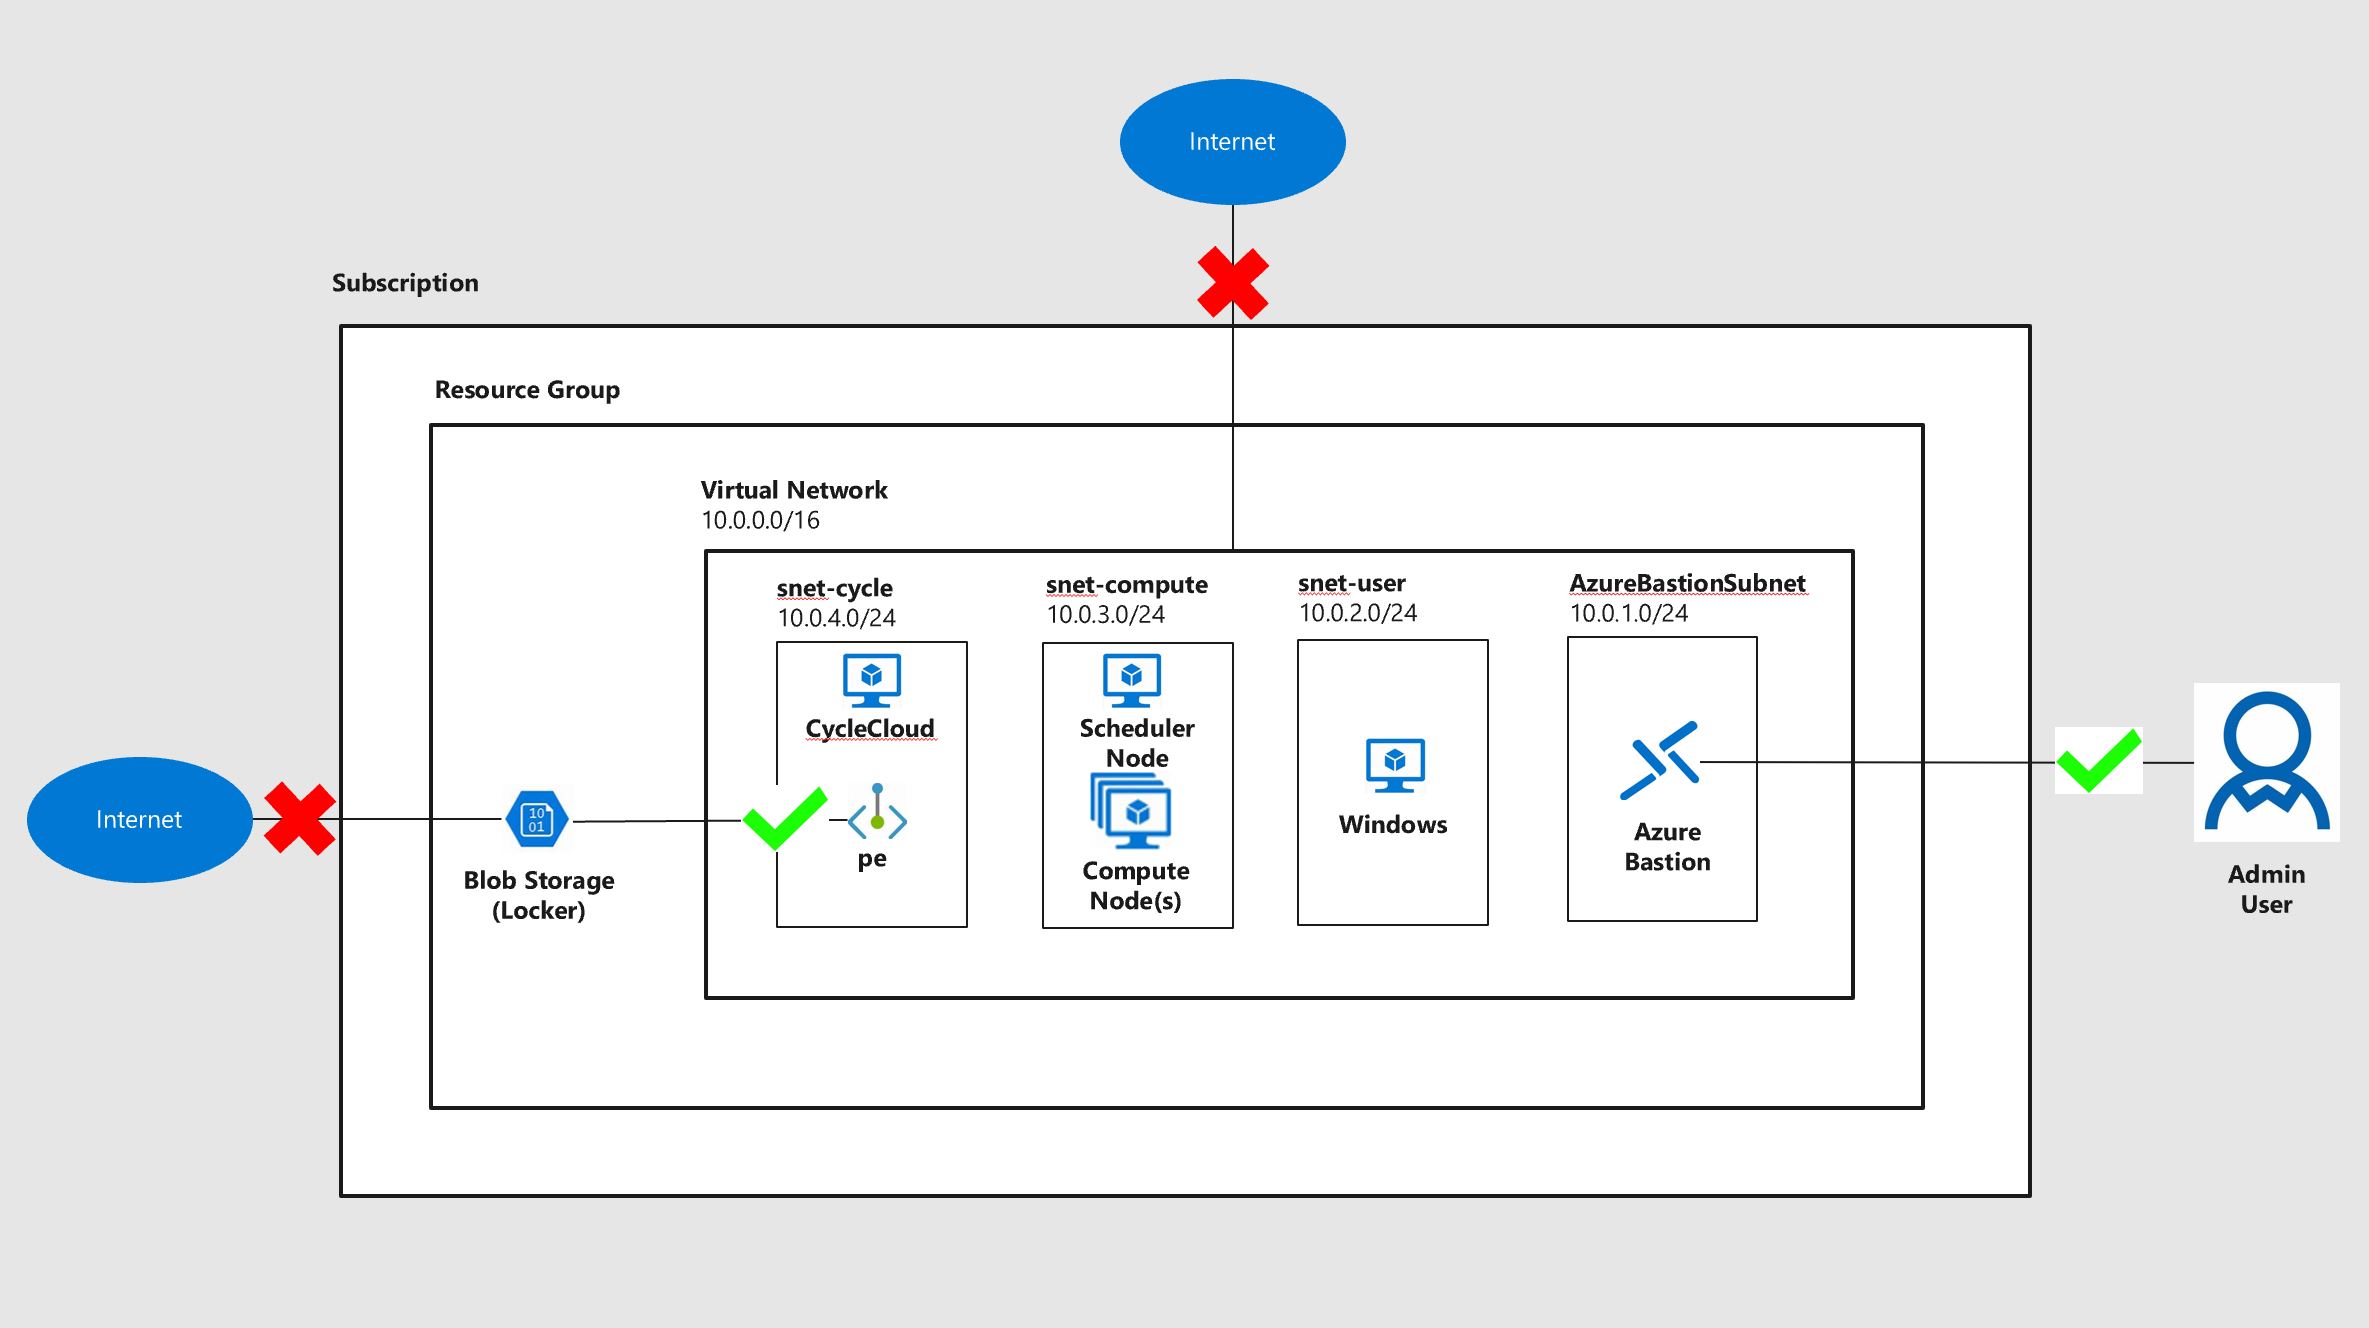 Internet
Subscription
Resource Group
Virtual Network
10.0.0.0/16
snet-cycle
10.0.4.0/24
snet-compute
10.0.3.0/24
snet-user
10.0.2.0/24
AzureBastionSubnet
10.0.1.0/24
CycleCloud
pe
Scheduler
Node
Compute
Node(s)
Windows
Azure
Bastion
Internet
10
01
Blob Storage
(Locker)
Admin
User